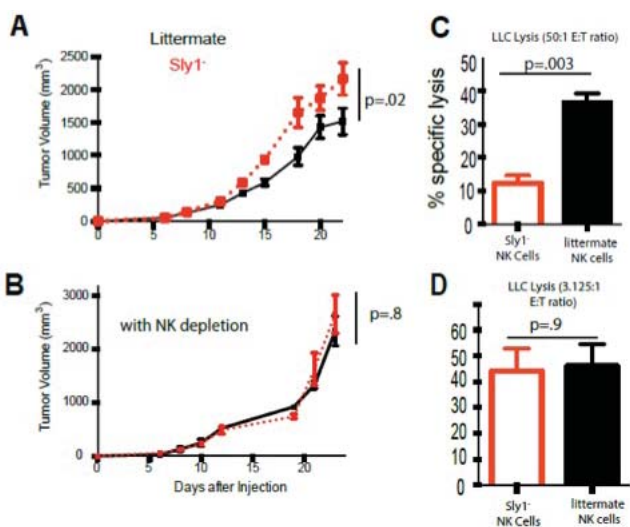 A
Littermate
Sly1-
Tumor Volume (mm3)
2500
2000
1500
1000
500
0
0
5
10
15
20
p=.02
B
with NK depletion
Tumor Volume (mm3)
3000
2000
1000
0
0
10
20
p=.8
Days after Injection
C
LLC Lysis (50:1 E:T ratio)
p=.003
% specific lysis
50
40
30
20
10
0
Sly1-
NK Cells
littermate
NK cells
D
LLC Lysis (3.125:1
E:T ratio)
p=.9
60
50
40
30
20
10
0
Sly1-
NK Cells
littermate
NK Cells